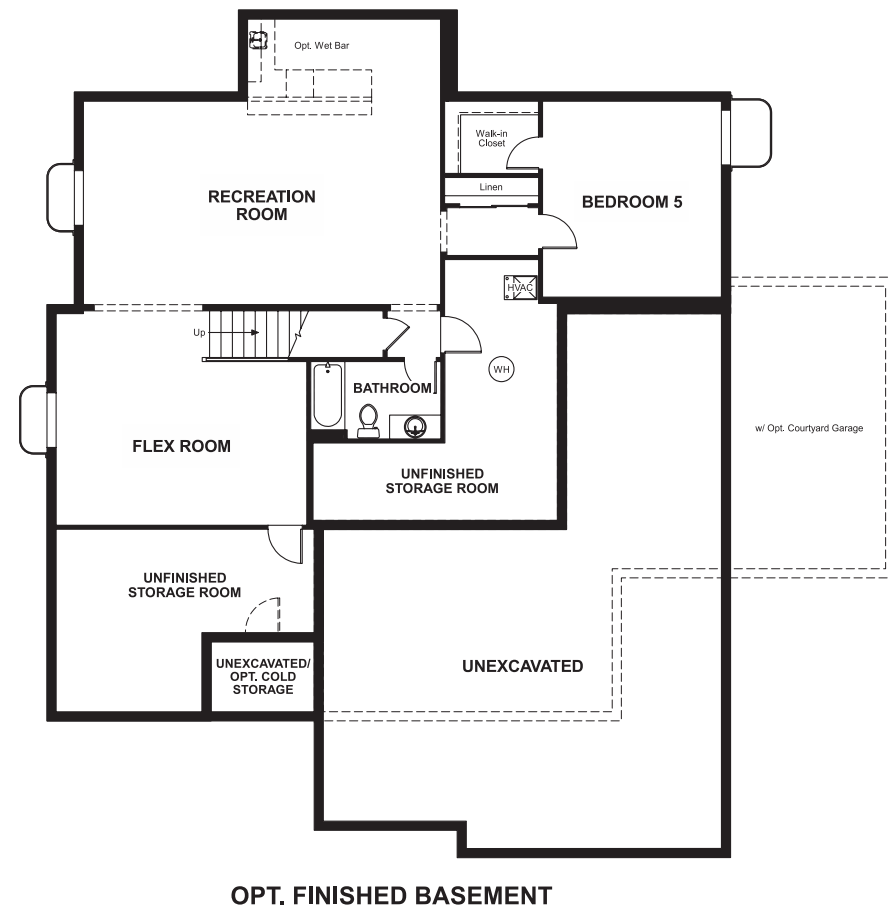 Opt. Wet Bar
Walk-in
Closet
Linen
RECREATION
ROOM
BEDROOM 5
HVAC
Up
WH
BATHROOM
w/ Opt. Courtyard Garage
FLEX ROOM
UNFINISHED
STORAGE ROOM
UNFINISHED
STORAGE ROOM
UNEXCAVATED/
OPT. COLD
STORAGE
UNEXCAVATED
OPT. FINISHED BASEMENT